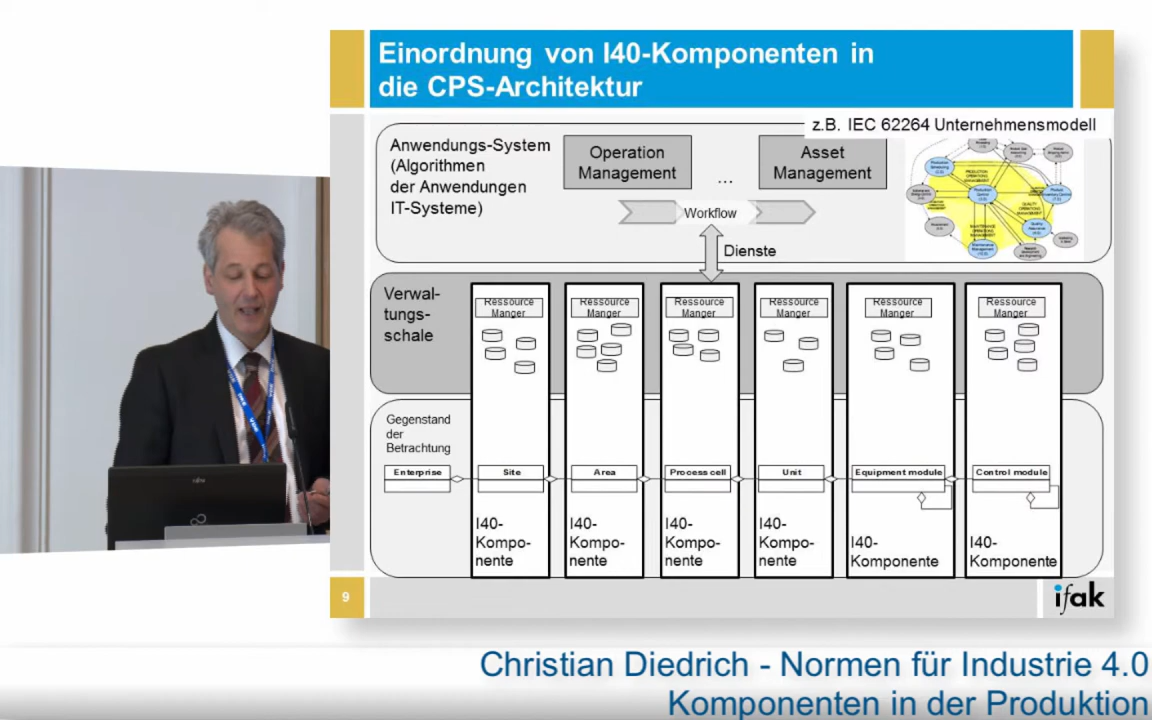 Einordnung von I40-Komponenten in
die CPS-Architektur
z.B. IEC 62264 Unternehmensmodell
Anwendungs-System
(Algorithmen
der Anwendungen
IT-Systeme)
Operation
Management
...
Asset
Management
Workflow
Dienste
Verwal-
tungs-
schale
Ressource
Manger
Ressource
Manger
Ressource
Manger
Ressource
Manger
Ressource
Manger
Ressource
Manger
Gegenstand
der
Betrachtung
Enterprise
Site
Area
Process cell
Unit
Equipment module
Control module
I40-
Kompo-
nente
I40-
Kompo-
nente
I40-
Kompo-
nente
I40-
Kompo-
nente
I40-
Komponente
I40-
Komponente
9
ifak
Christian Diedrich - Normen für Industrie 4.0
Komponenten in der Produktion